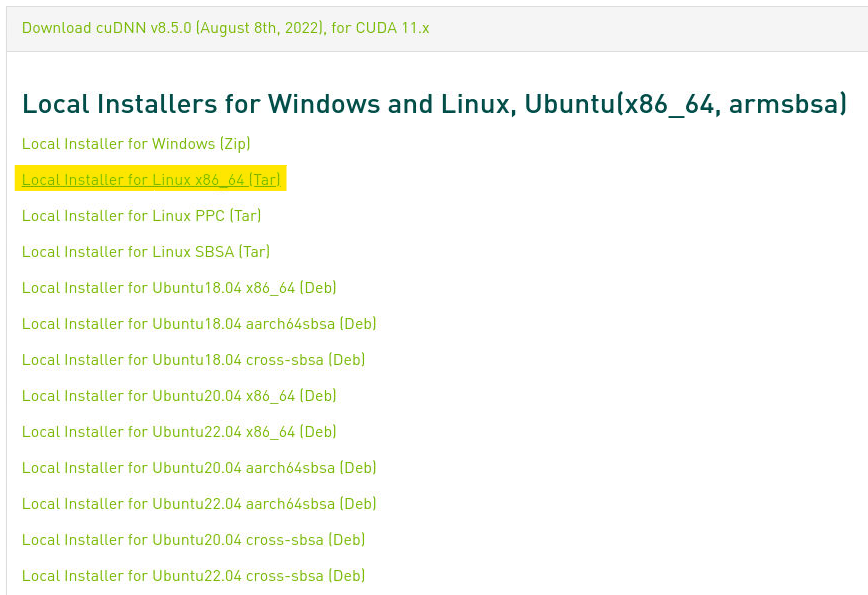 Download cuDNN v8.5.0 (August 8th, 2022), for CUDA 11.x
Local Installers for Windows and Linux, Ubuntu(x86_64, armsbsa)
Local Installer for Windows (Zip)
Local Installer for Linux x86_64 (Tar)
Local Installer for Linux PPC (Tar)
Local Installer for Linux SBSA (Tar)
Local Installer for Ubuntu18.04 x86_64 (Deb)
Local Installer for Ubuntu18.04 aarch64sbsa (Deb)
Local Installer for Ubuntu18.04 cross-sbsa (Deb)
Local Installer for Ubuntu20.04 x86_64 (Deb)
Local Installer for Ubuntu22.04 x86_64 (Deb)
Local Installer for Ubuntu20.04 aarch64sbsa (Deb)
Local Installer for Ubuntu22.04 aarch64sbsa (Deb)
Local Installer for Ubuntu20.04 cross-sbsa (Deb)
Local Installer for Ubuntu22.04 cross-sbsa (Deb)